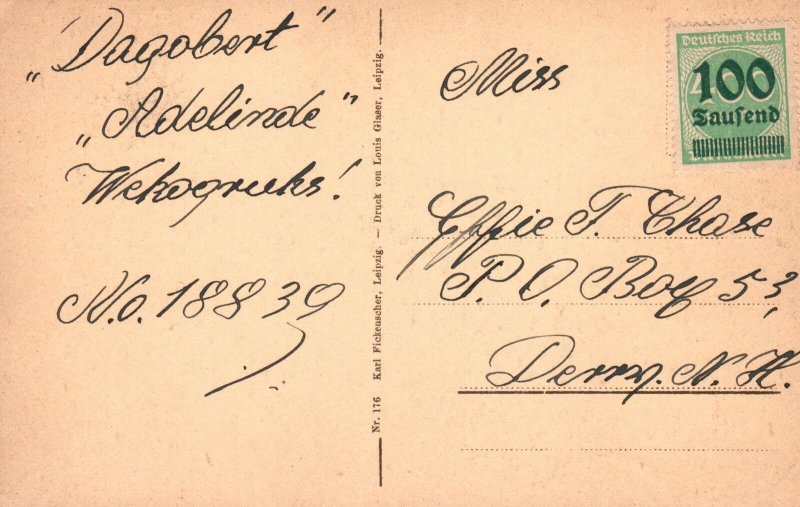 „Dagobert“
„Adelinde“
Wekogruhs!
No. 18839
Nr. 176 Karl Fickenscher, Leipzig. — Druck von Louis Glaser, Leipzig.
Miss
Effie F. Chase
P. O. Box 53,
Derry. N. H.
Deutsches Reich
100
Tausend